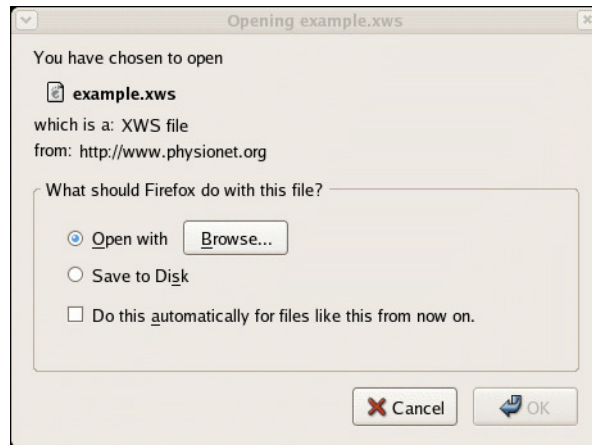 Opening example.xws
You have chosen to open
example.xws
which is a: XWS file
from: http://www.physionet.org
What should Firefox do with this file?
Open with Browse...
Save to Disk
Do this automatically for files like this from now on.
Cancel OK